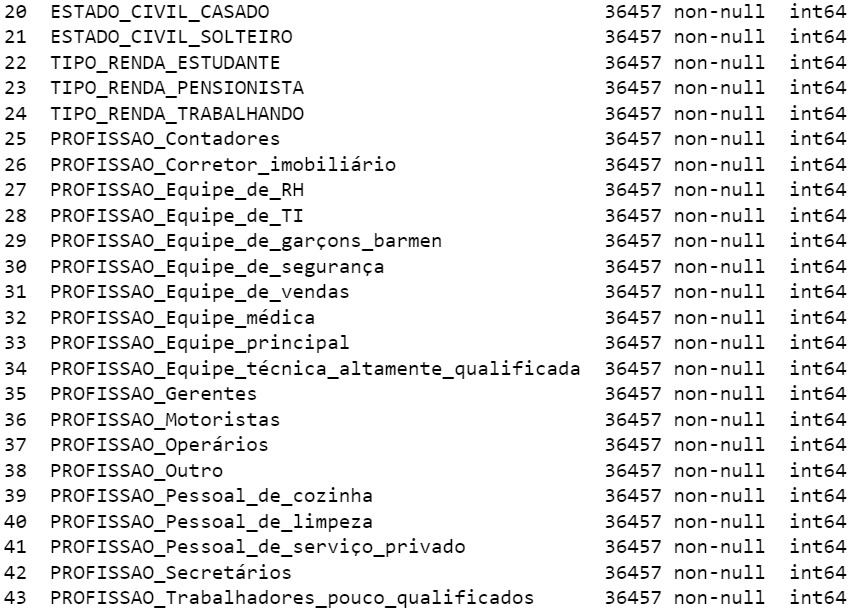 20 ESTADO_CIVIL_CASADO 36457 non-null int64
21 ESTADO_CIVIL_SOLTEIRO 36457 non-null int64
22 TIPO_RENDA_ESTUDANTE 36457 non-null int64
23 TIPO_RENDA_PENSIONISTA 36457 non-null int64
24 TIPO_RENDA_TRABALHANDO 36457 non-null int64
25 PROFISSAO_Contadores 36457 non-null int64
26 PROFISSAO_Corretor_imobiliário 36457 non-null int64
27 PROFISSAO_Equipe_de_RH 36457 non-null int64
28 PROFISSAO_Equipe_de_TI 36457 non-null int64
29 PROFISSAO_Equipe_de_garçons_barmen 36457 non-null int64
30 PROFISSAO_Equipe_de_segurança 36457 non-null int64
31 PROFISSAO_Equipe_de_vendas 36457 non-null int64
32 PROFISSAO_Equipe_médica 36457 non-null int64
33 PROFISSAO_Equipe_principal 36457 non-null int64
34 PROFISSAO_Equipe_técnica_altamente_qualificada 36457 non-null int64
35 PROFISSAO_Gerentes 36457 non-null int64
36 PROFISSAO_Motoristas 36457 non-null int64
37 PROFISSAO_Operários 36457 non-null int64
38 PROFISSAO_Outro 36457 non-null int64
39 PROFISSAO_Pessoal_de_cozinha 36457 non-null int64
40 PROFISSAO_Pessoal_de_limpeza 36457 non-null int64
41 PROFISSAO_Pessoal_de_serviço_privado 36457 non-null int64
42 PROFISSAO_Secretários 36457 non-null int64
43 PROFISSAO_Trabalhadores_pouco_qualificados 36457 non-null int64